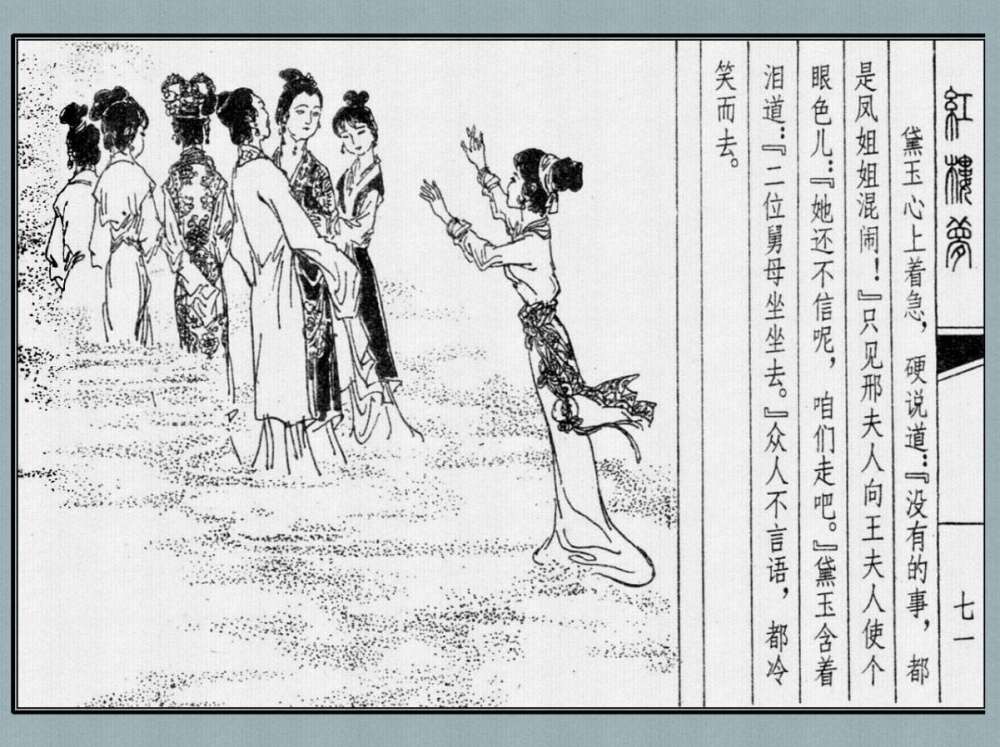 紅樓夢
七一
黛玉心上着急，硬说道：『没有的事，都
是凤姐姐混闹！』只见邢夫人向王夫人使个
眼色儿：『她还不信呢，咱们走吧。』黛玉含着
泪道：『二位舅母坐坐去。』众人不言语，都冷
笑而去。